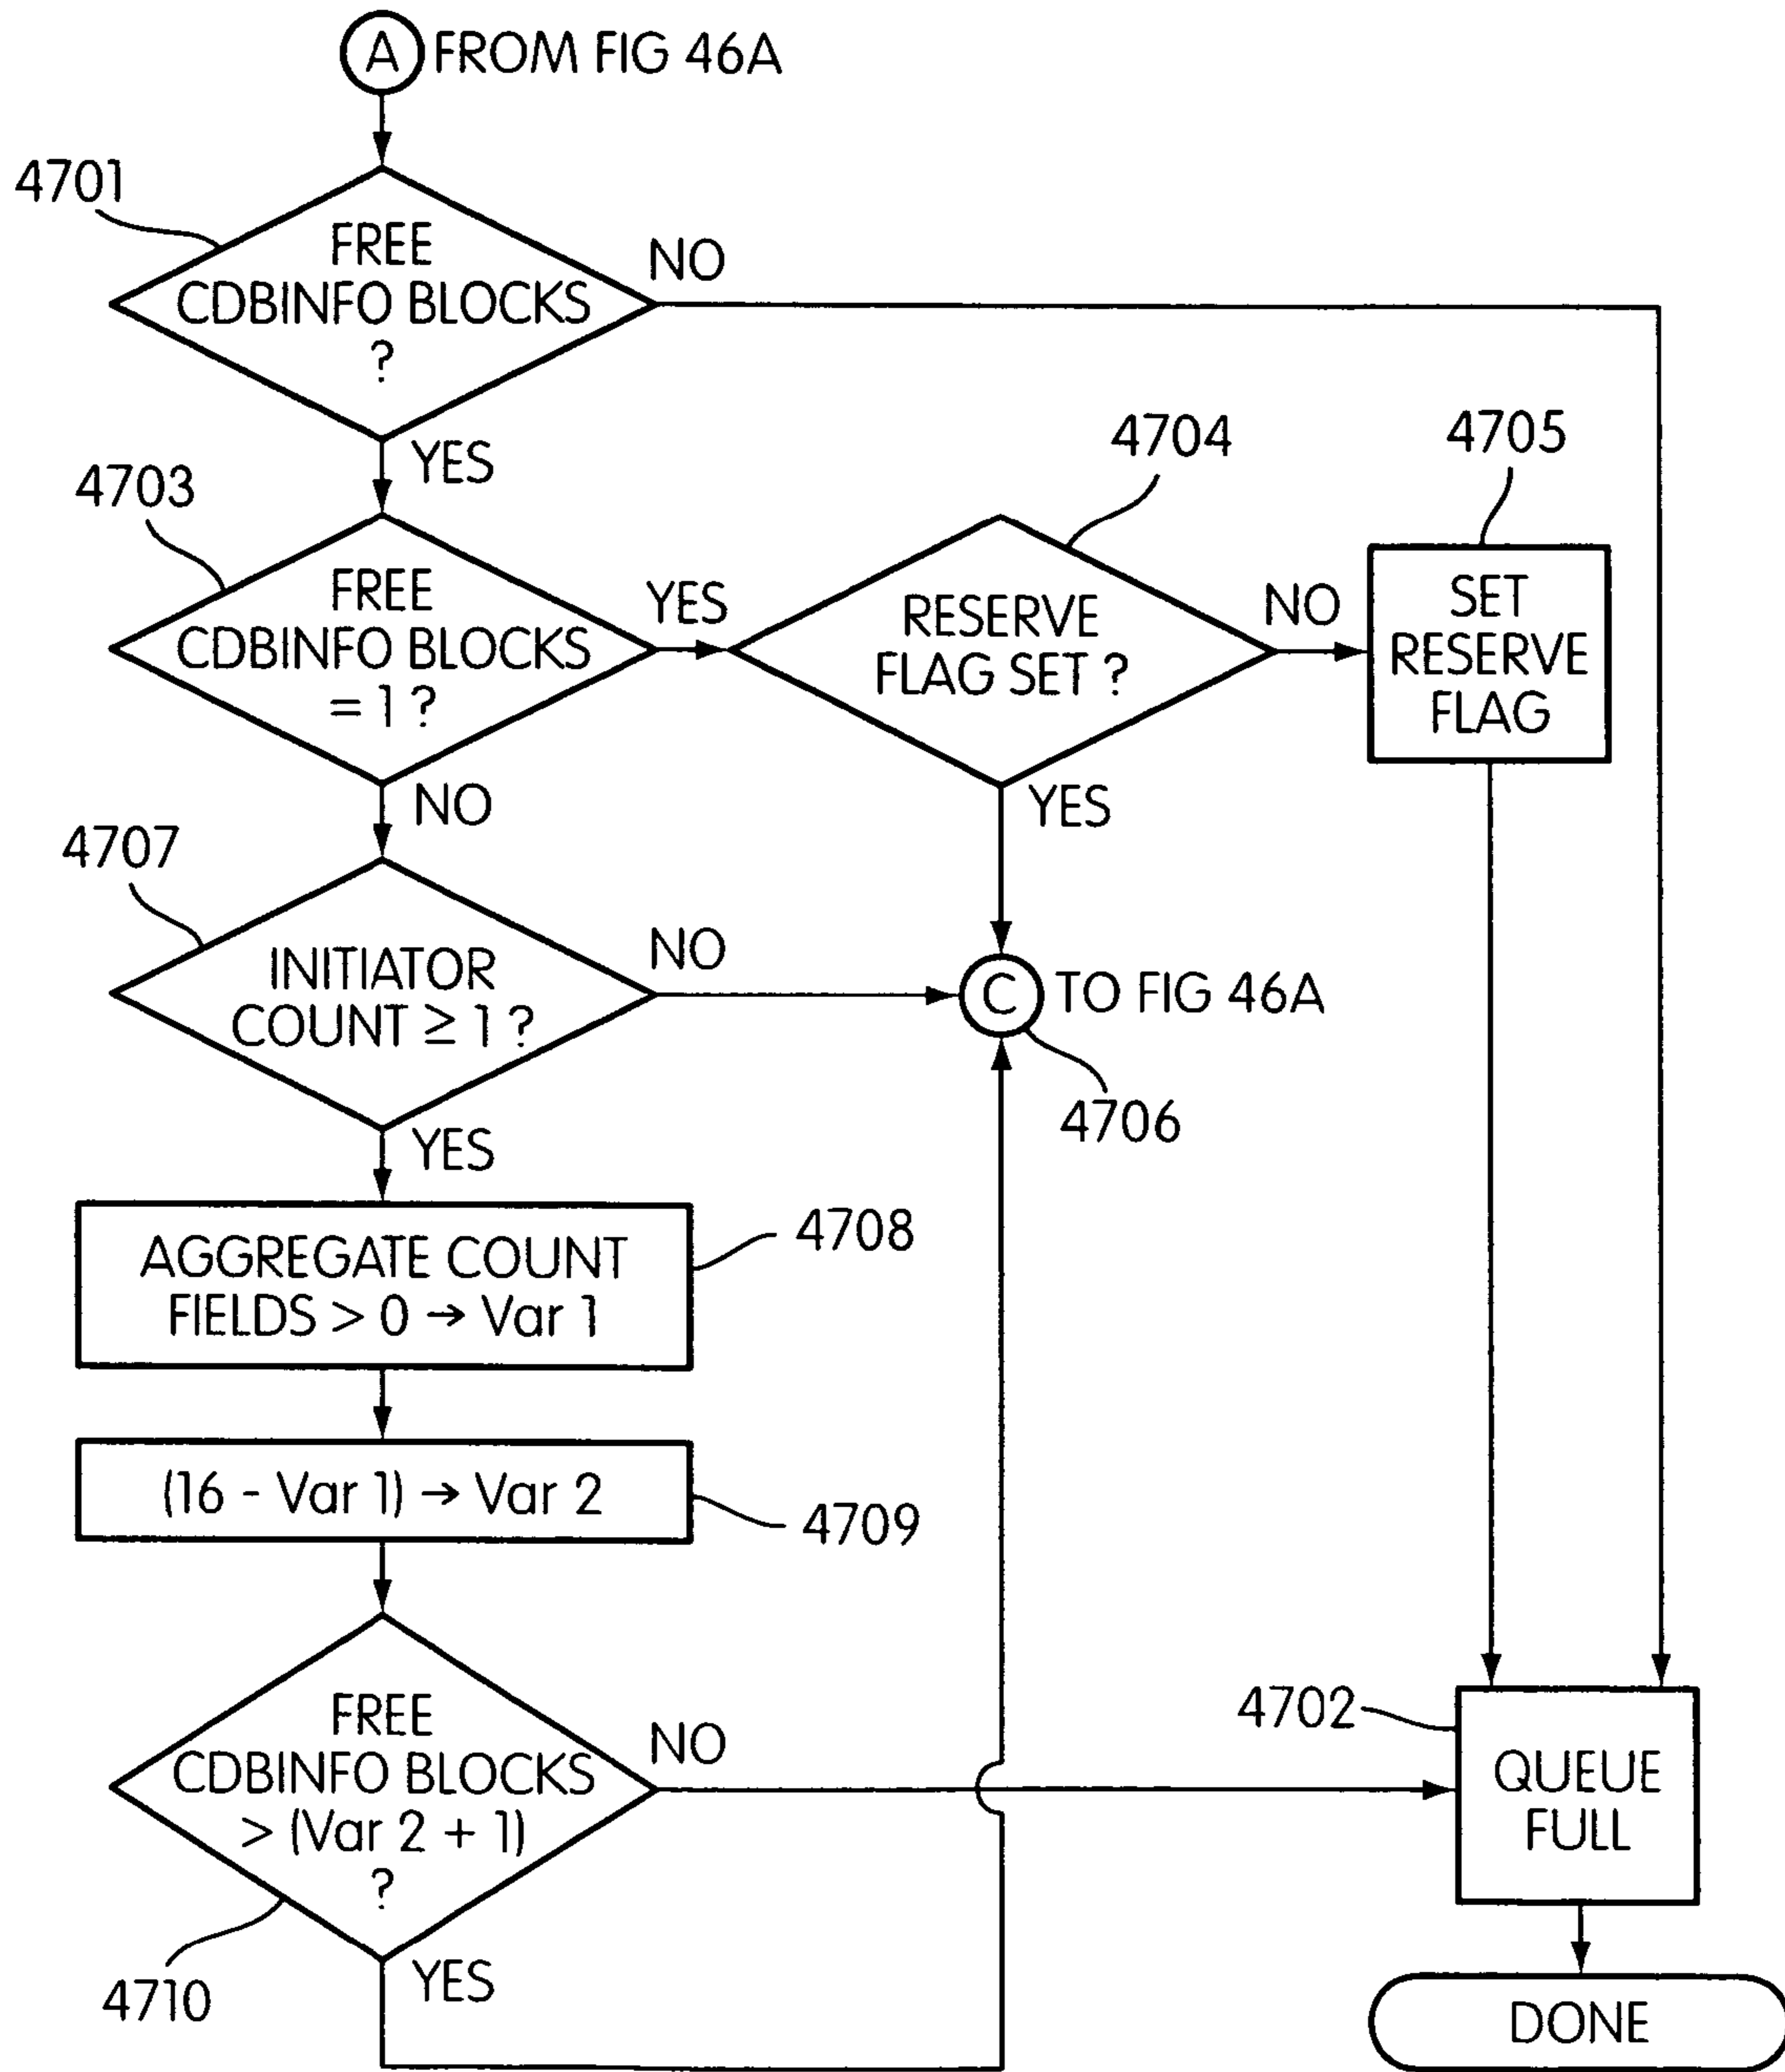 A FROM FIG 46A
4701
FREE
CDBINFO BLOCKS
?
NO
YES
4703
FREE
CDBINFO BLOCKS
= 1 ?
YES
NO
4704
RESERVE
FLAG SET ?
NO
YES
4705
SET
RESERVE
FLAG
4707
INITIATOR
COUNT ≥ 1 ?
NO
YES
C TO FIG 46A
4706
AGGREGATE COUNT
FIELDS > 0 → Var 1
4708
(16 - Var 1) → Var 2
4709
FREE
CDBINFO BLOCKS
> (Var 2 + 1)
?
NO
YES
4710
4702
QUEUE
FULL
DONE